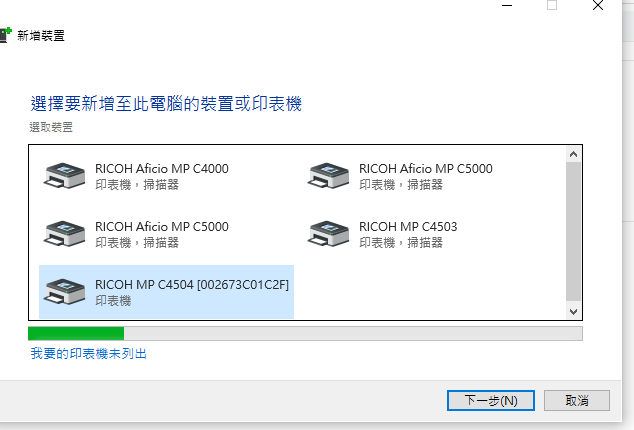 新增裝置
選擇要新增至此電腦的裝置或印表機
選取裝置
RICOH Aficio MP C4000
印表機，掃描器
RICOH Aficio MP C5000
印表機，掃描器
RICOH Aficio MP C5000
印表機，掃描器
RICOH MP C4503
印表機，掃描器
RICOH MP C4504 [002673C01C2F]
印表機
我要的印表機未列出
下一步(N)
取消